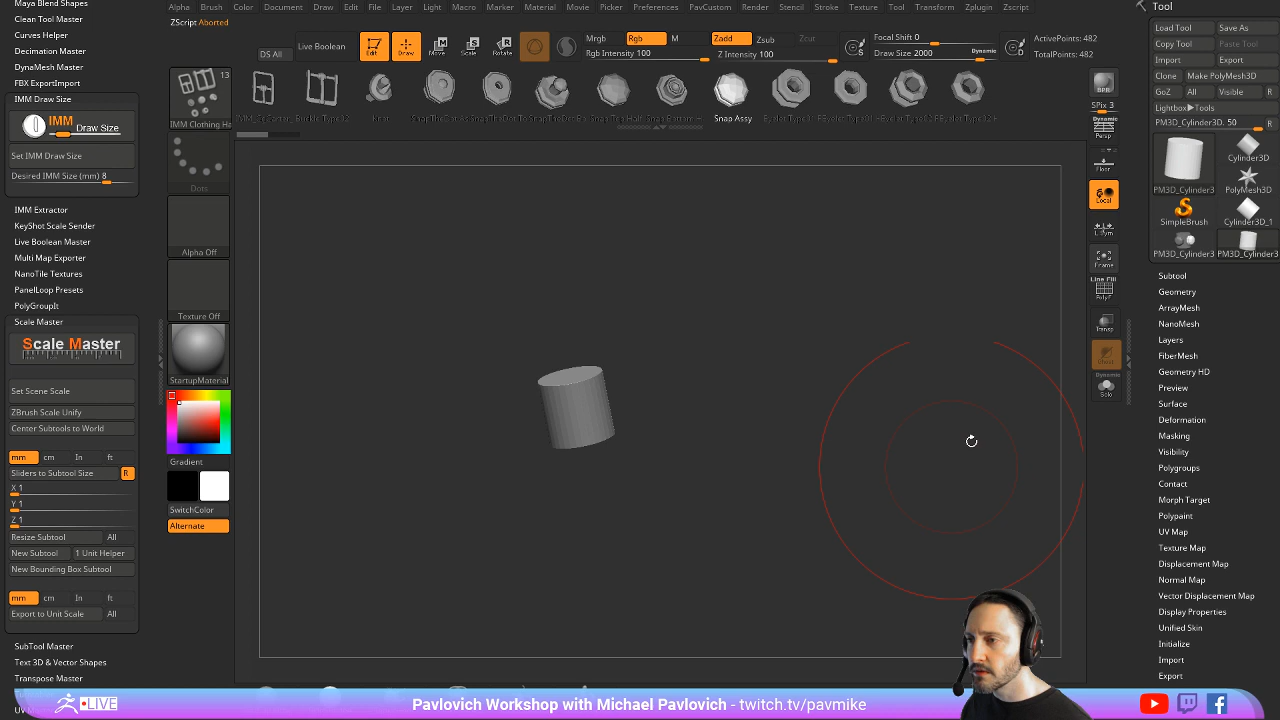 Maya Blend Shapes
Clean Tool Master
Curves Helper
Decimation Master
DynaMesh Master
FBX ExportImport
IMM Draw Size
IMM Draw Size
Set IMM Draw Size
Desired IMM Size (mm) 8
IMM Extractor
KeyShot Scale Sender
Live Boolean Master
Multi Map Exporter
NanoTile Textures
PanelLoop Presets
PolyGroupIt
Scale Master
Scale Master
Set Scene Scale
ZBrush Scale Unify
Center Subtools to World
mm cm In ft
Sliders to Subtool Size R
X 1
Y 1
Z 1
Resize Subtool All
New Subtool 1 Unit Helper
New Bounding Box Subtool
mm cm In ft
Export to Unit Scale All
SubTool Master
Text 3D & Vector Shapes
Transpose Master
Alpha Brush Color Document Draw Edit File Layer Light Macro Marker Material Movie Picker Preferences PavCustom Render Stencil Stroke Texture Tool Transform Zplugin Zscript
ZScript Aborted
DS All
Live Boolean
Edit Draw Move Scale Rotate
Mrgb Rgb M
Rgb Intensity 100
Zadd Zsub Zcut
Z Intensity 100
Focal Shift 0
Draw Size 2000 Dynamic
S D
ActivePoints: 482
TotalPoints: 482
13
IMM Clothing Ha
Snap Assy
Dots
Alpha Off
Texture Off
StartupMaterial
Gradient
SwitchColor
Alternate
BPR
SPix 3
Dynamic
Persp
Floor
Local
L.Sym
Frame
Line Fill
PolyF
Transp
Ghost
Dynamic
Solo
Tool
Load Tool Save As
Copy Tool Paste Tool
Import Export
Clone Make PolyMesh3D
GoZ All Visible R
Lightbox▶Tools
PM3D_Cylinder3D. 50 R
PM3D_Cylinder3
Cylinder3D
PolyMesh3D
SimpleBrush
Cylinder3D_1
PM3D_Cylinder3
PM3D_Cylinder3
Subtool
Geometry
ArrayMesh
NanoMesh
Layers
FiberMesh
Geometry HD
Preview
Surface
Deformation
Masking
Visibility
Polygroups
Contact
Morph Target
Polypaint
UV Map
Texture Map
Displacement Map
Normal Map
Vector Displacement Map
Display Properties
Unified Skin
Initialize
Import
Export
LIVE
Pavlovich Workshop with Michael Pavlovich - twitch.tv/pavmike